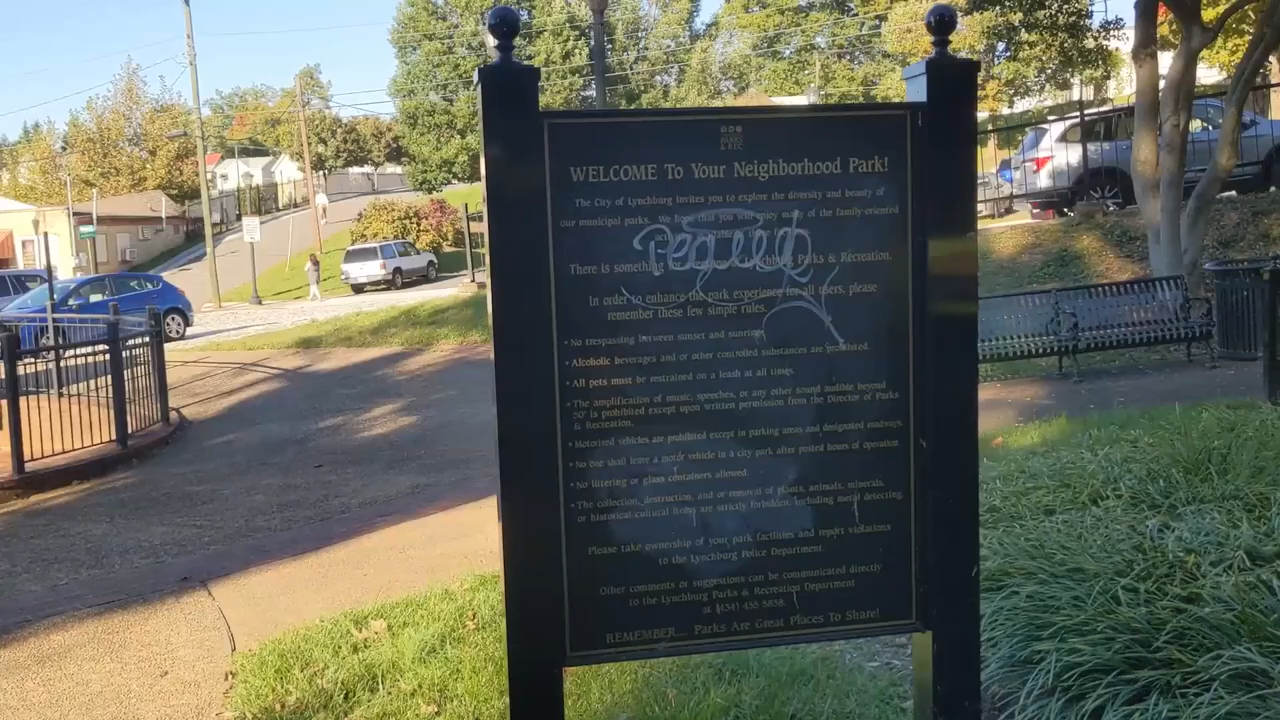 PARKS
& REC
WELCOME To Your Neighborhood Park!
The City of Lynchburg invites you to explore the diversity and beauty of
our municipal parks. We hope that you will enjoy many of the family-oriented
There is something Lynchburg Parks & Recreation.
In order to enhance the park experience for all users, please
remember these few simple rules.
• No trespassing between sunset and sunrise.
• Alcoholic beverages and or other controlled substances are prohibited.
• All pets must be restrained on a leash at all times.
• The amplification of music, speeches, or any other sound audible beyond
50' is prohibited except upon written permission from the Director of Parks
& Recreation.
• Motorized vehicles are prohibited except in parking areas and designated roadways.
• No one shall leave a motor vehicle in a city park after posted hours of operation
• No littering or glass containers allowed.
• The collection, destruction, and/or removal of plants, animals, minerals,
or historical/cultural items are strictly forbidden, including metal detecting.
Please take ownership of your park facilities and report violations
to the Lynchburg Police Department.
Other comments or suggestions can be communicated directly
to the Lynchburg Parks & Recreation Department
at (434) 455-5858.
REMEMBER... Parks Are Great Places To Share!